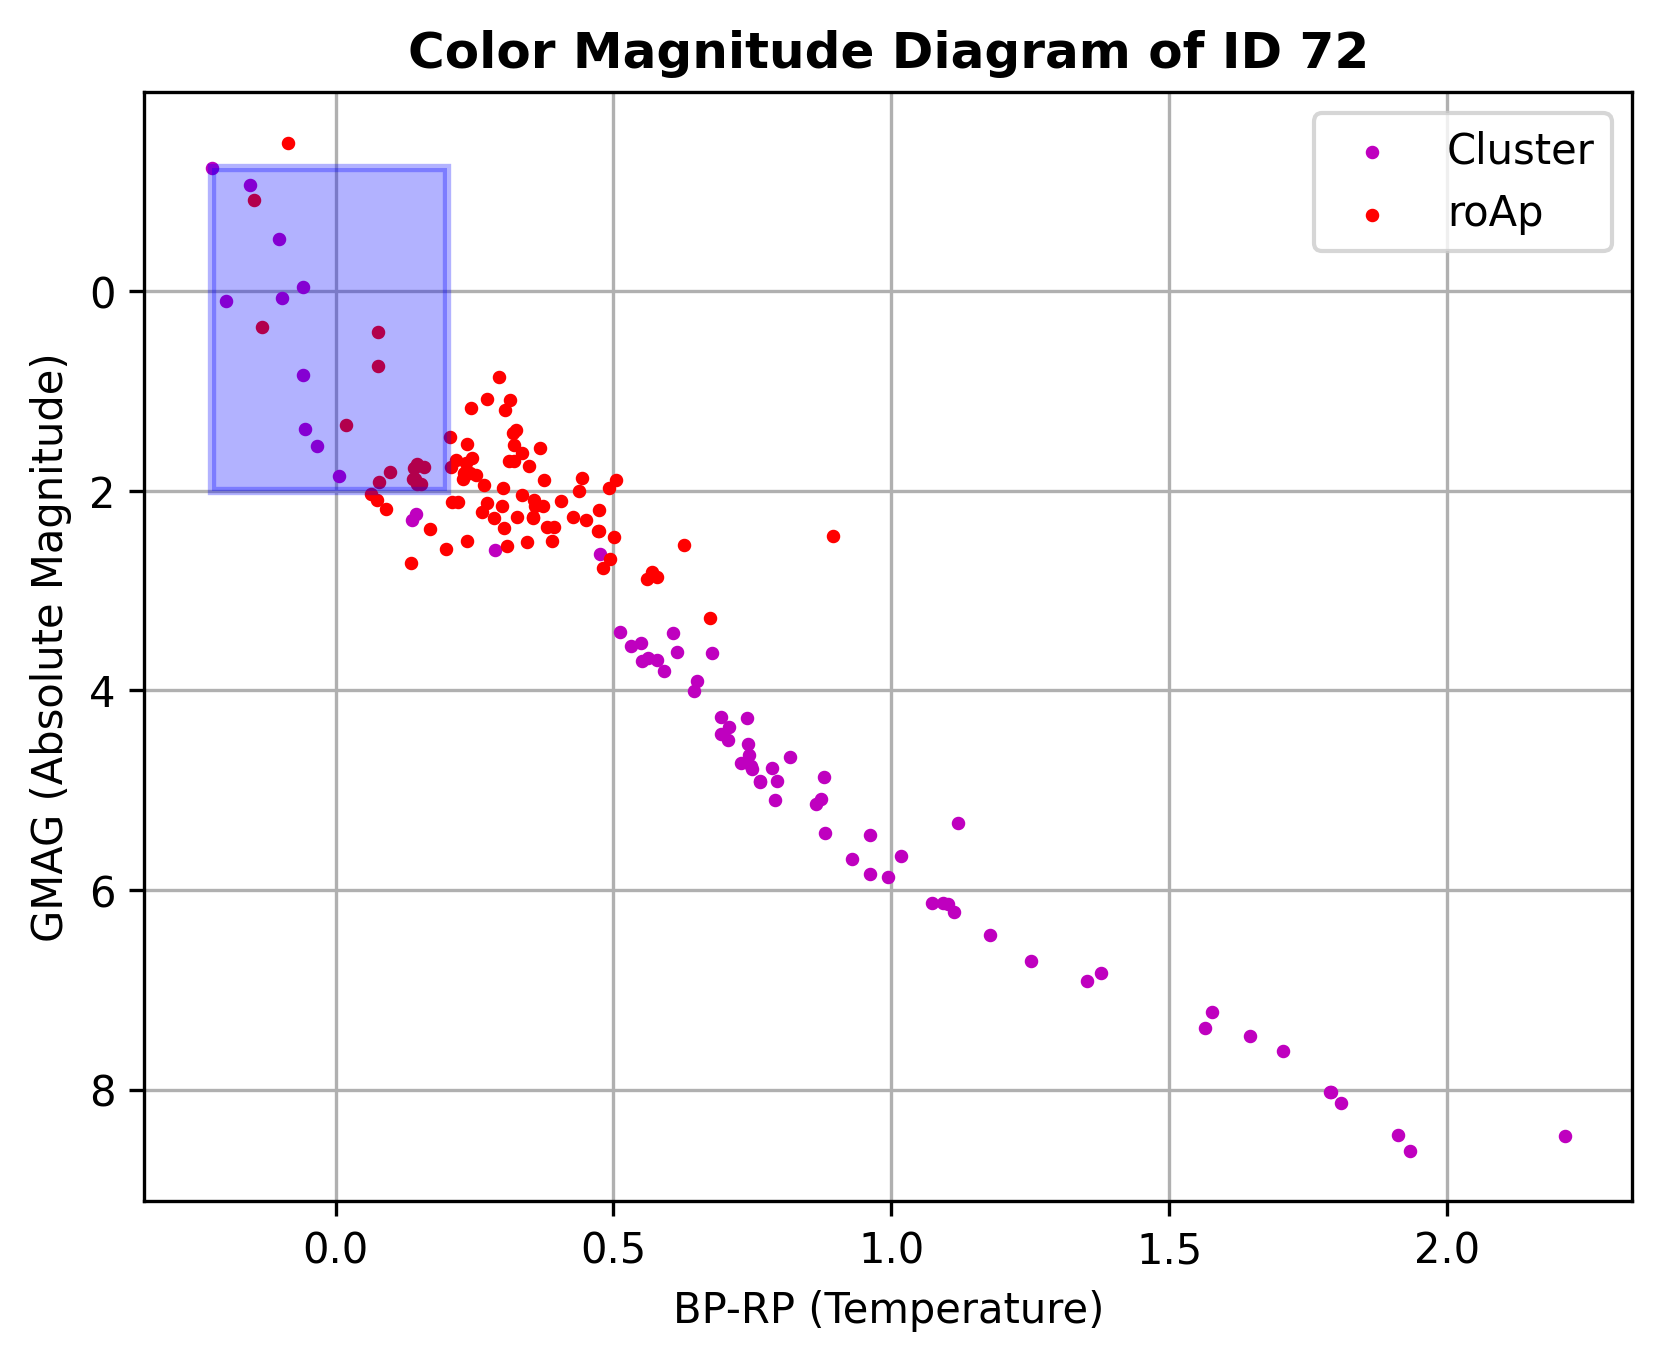 Color Magnitude Diagram of ID 72
Cluster
roAp
GMAG (Absolute Magnitude)
0
2
4
6
8
0.0 0.5 1.0 1.5 2.0
BP-RP (Temperature)